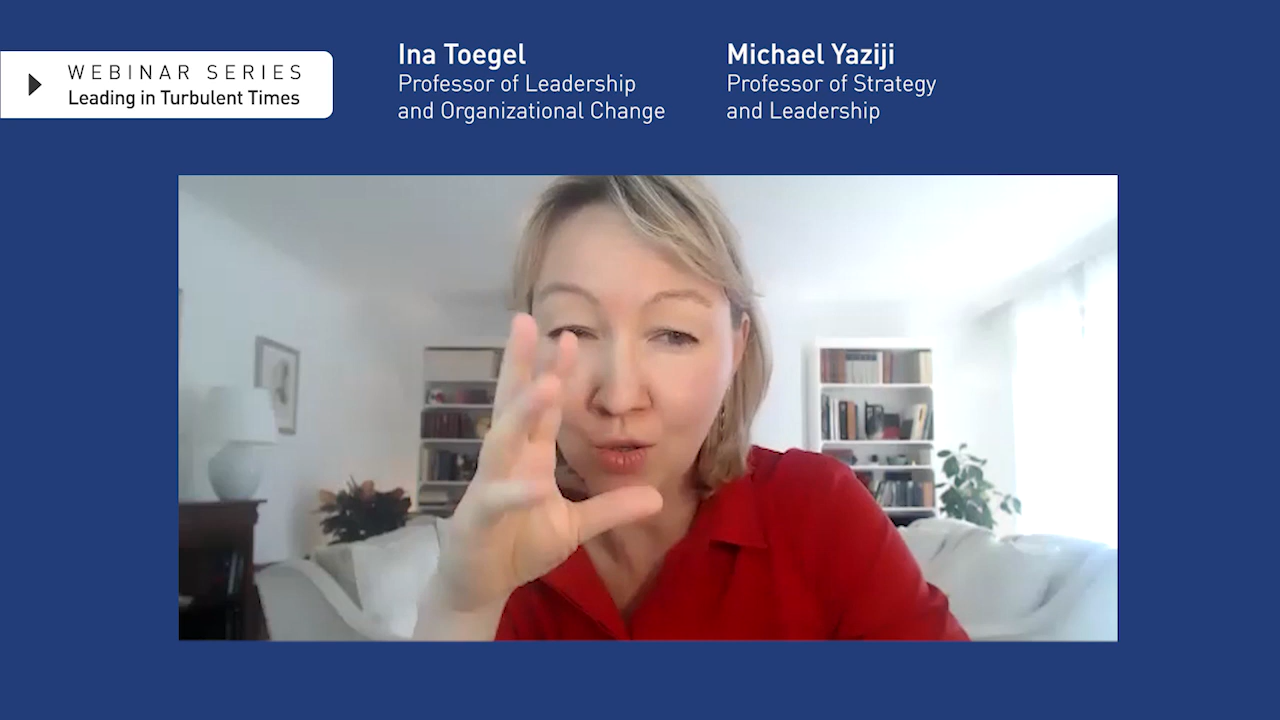 WEBINAR SERIES
Leading in Turbulent Times
Ina Toegel
Professor of Leadership
and Organizational Change
Michael Yaziji
Professor of Strategy
and Leadership